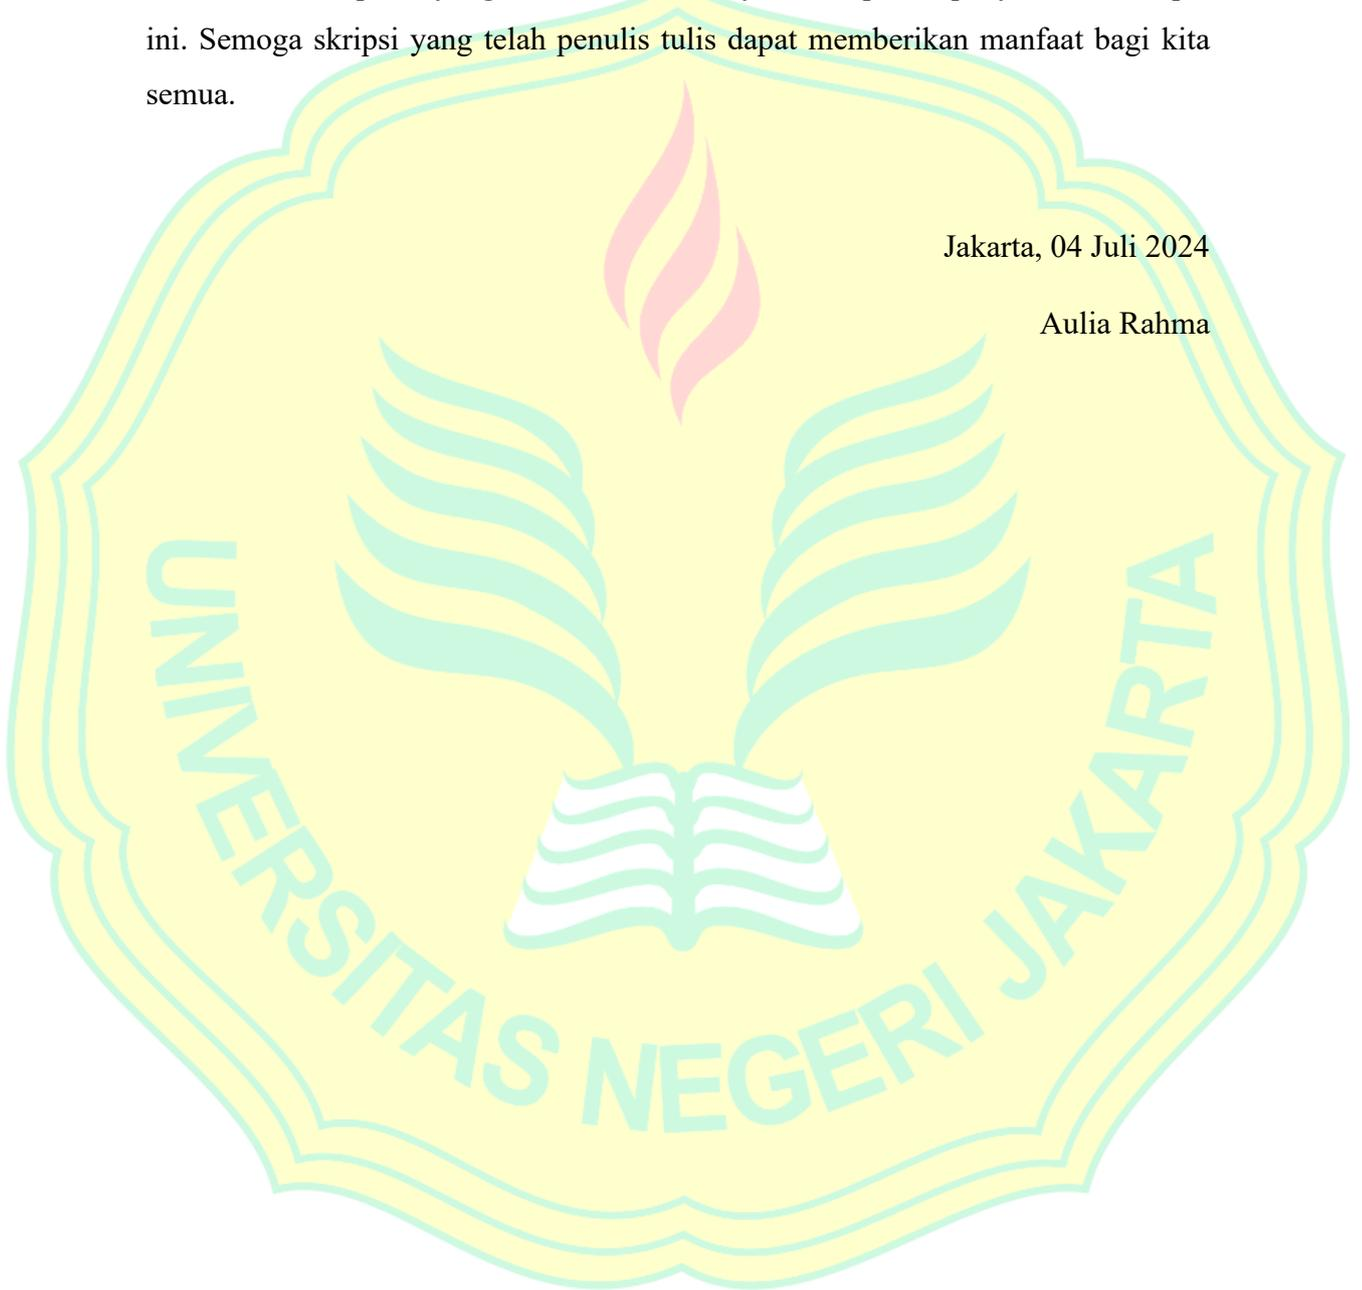 ini. Semoga skripsi yang telah penulis tulis dapat memberikan manfaat bagi kita
semua.
Jakarta, 04 Juli 2024
Aulia Rahma
UNIVERSITAS NEGERI JAKARTA